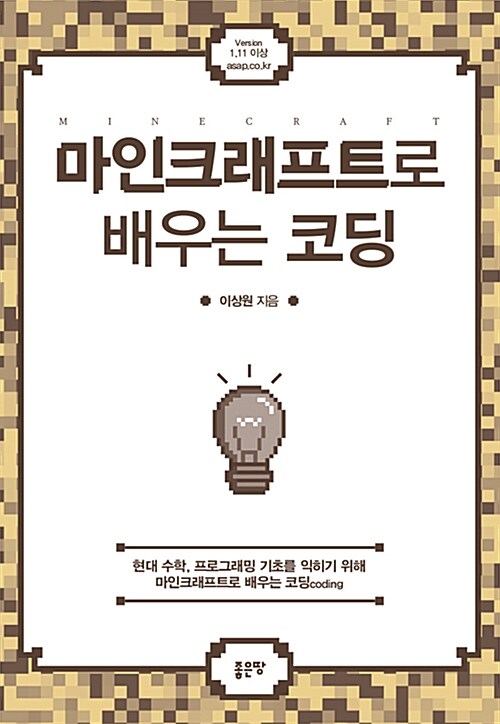 Version
1.11 이상
asap.co.kr
MINECRAFT
마인크래프트로
배우는 코딩
이상원 지음
현대 수학, 프로그래밍 기초를 익히기 위해
마인크래프트로 배우는 코딩coding
좋은땅